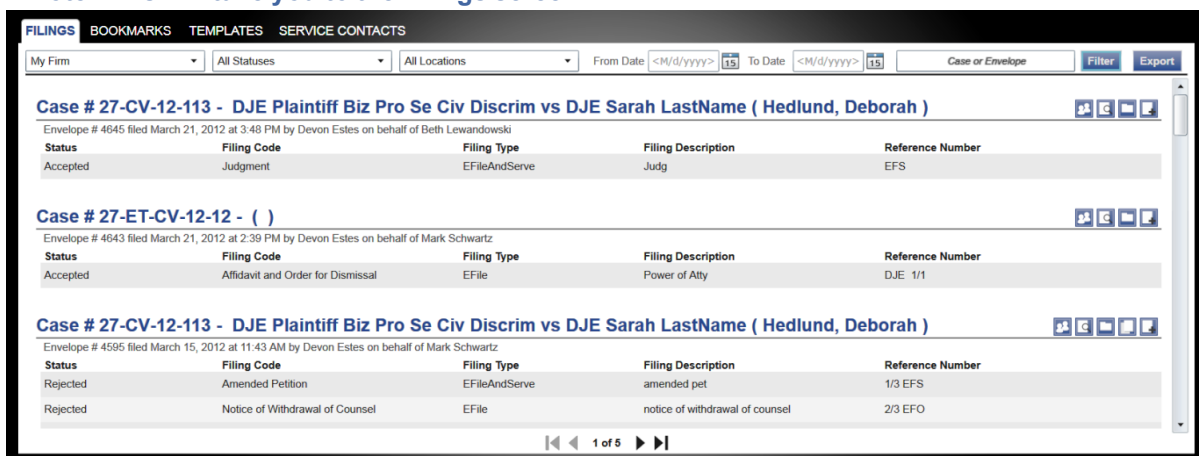 FILINGS BOOKMARKS TEMPLATES SERVICE CONTACTS
My Firm All Statuses All Locations From Date <M/d/yyyy> 15 To Date <M/d/yyyy> 15 Case or Envelope Filter Export
Case # 27-CV-12-113 - DJE Plaintiff Biz Pro Se Civ Discrim vs DJE Sarah LastName ( Hedlund, Deborah )
Envelope # 4645 filed March 21, 2012 at 3:48 PM by Devon Estes on behalf of Beth Lewandowski
Status Filing Code Filing Type Filing Description Reference Number
Accepted Judgment EFileAndServe Judg EFS
Case # 27-ET-CV-12-12 - ( )
Envelope # 4643 filed March 21, 2012 at 2:39 PM by Devon Estes on behalf of Mark Schwartz
Status Filing Code Filing Type Filing Description Reference Number
Accepted Affidavit and Order for Dismissal EFile Power of Atty DJE 1/1
Case # 27-CV-12-113 - DJE Plaintiff Biz Pro Se Civ Discrim vs DJE Sarah LastName ( Hedlund, Deborah )
Envelope # 4595 filed March 15, 2012 at 11:43 AM by Devon Estes on behalf of Mark Schwartz
Status Filing Code Filing Type Filing Description Reference Number
Rejected Amended Petition EFileAndServe amended pet 1/3 EFS
Rejected Notice of Withdrawal of Counsel EFile notice of withdrawal of counsel 2/3 EFO
1 of 5